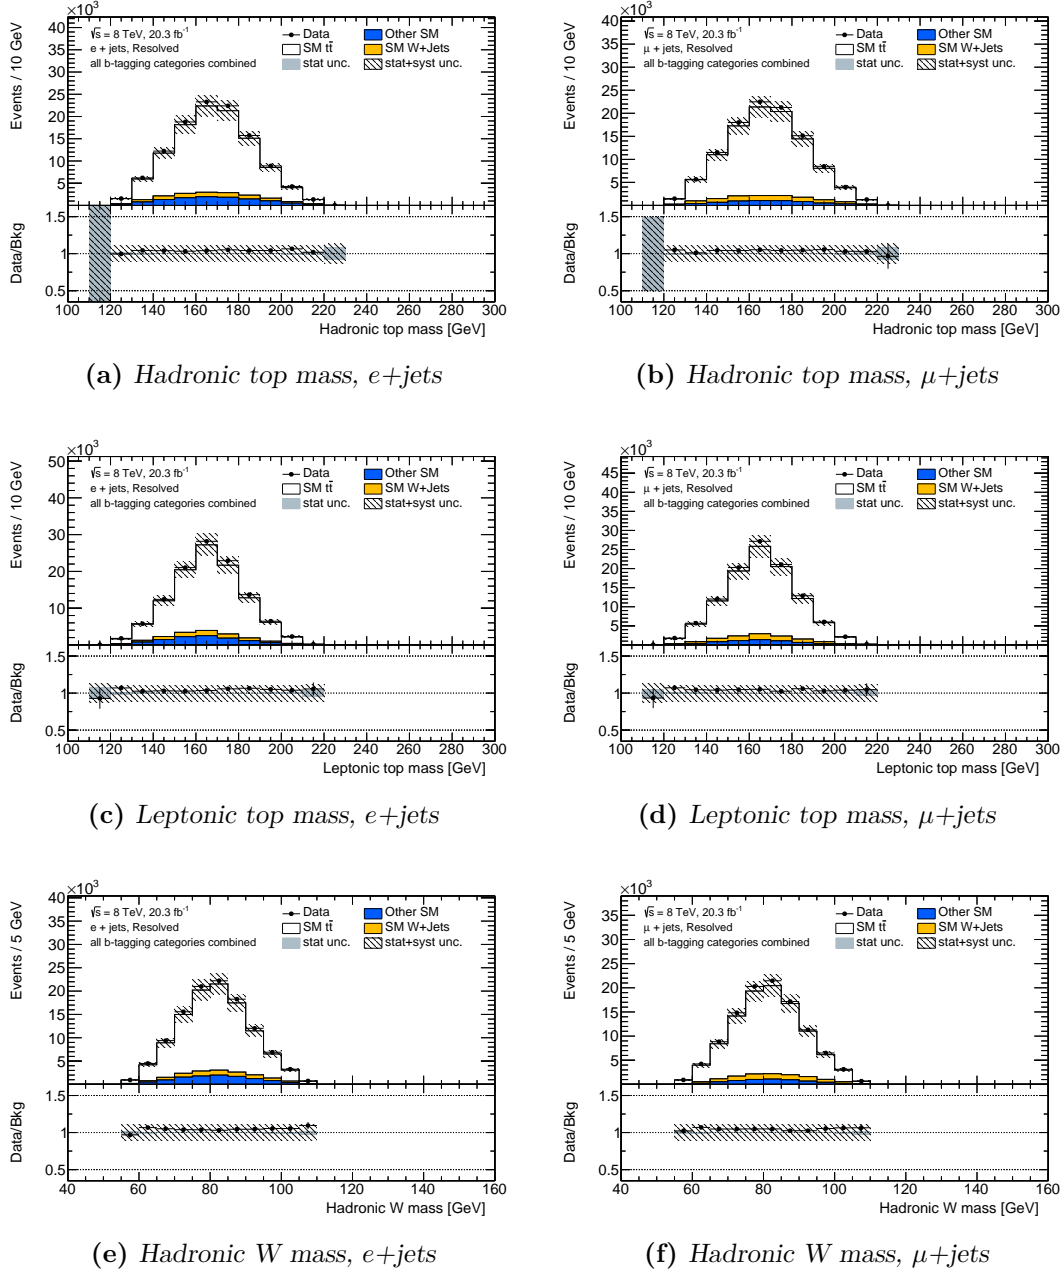 ×10³
Events / 10 GeV
40
35
30
25
20
15
10
5
√s = 8 TeV, 20.3 fb⁻¹
e + jets, Resolved
all b-tagging categories combined
Data
SM tt̄
stat unc.
Other SM
SM W+Jets
stat+syst unc.
Data/Bkg
1.5
1
0.5
100 120 140 160 180 200 220 240 260 280 300
Hadronic top mass [GeV]
(a) Hadronic top mass, e+jets
×10³
Events / 10 GeV
40
35
30
25
20
15
10
5
√s = 8 TeV, 20.3 fb⁻¹
μ + jets, Resolved
all b-tagging categories combined
Data
SM tt̄
stat unc.
Other SM
SM W+Jets
stat+syst unc.
Data/Bkg
1.5
1
0.5
100 120 140 160 180 200 220 240 260 280 300
Hadronic top mass [GeV]
(b) Hadronic top mass, μ+jets
×10³
Events / 10 GeV
50
40
30
20
10
√s = 8 TeV, 20.3 fb⁻¹
e + jets, Resolved
all b-tagging categories combined
Data
SM tt̄
stat unc.
Other SM
SM W+Jets
stat+syst unc.
Data/Bkg
1.5
1
0.5
100 120 140 160 180 200 220 240 260 280 300
Leptonic top mass [GeV]
(c) Leptonic top mass, e+jets
×10³
Events / 10 GeV
45
40
35
30
25
20
15
10
5
√s = 8 TeV, 20.3 fb⁻¹
μ + jets, Resolved
all b-tagging categories combined
Data
SM tt̄
stat unc.
Other SM
SM W+Jets
stat+syst unc.
Data/Bkg
1.5
1
0.5
100 120 140 160 180 200 220 240 260 280 300
Leptonic top mass [GeV]
(d) Leptonic top mass, μ+jets
×10³
Events / 5 GeV
40
35
30
25
20
15
10
5
√s = 8 TeV, 20.3 fb⁻¹
e + jets, Resolved
all b-tagging categories combined
Data
SM tt̄
stat unc.
Other SM
SM W+Jets
stat+syst unc.
Data/Bkg
1.5
1
0.5
40 60 80 100 120 140 160
Hadronic W mass [GeV]
(e) Hadronic W mass, e+jets
×10³
Events / 5 GeV
35
30
25
20
15
10
5
√s = 8 TeV, 20.3 fb⁻¹
μ + jets, Resolved
all b-tagging categories combined
Data
SM tt̄
stat unc.
Other SM
SM W+Jets
stat+syst unc.
Data/Bkg
1.5
1
0.5
40 60 80 100 120 140 160
Hadronic W mass [GeV]
(f) Hadronic W mass, μ+jets